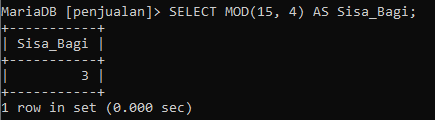 MariaDB [penjualan]> SELECT MOD(15, 4) AS Sisa_Bagi;
+-----------+
| Sisa_Bagi |
+-----------+
|         3 |
+-----------+
1 row in set (0.000 sec)